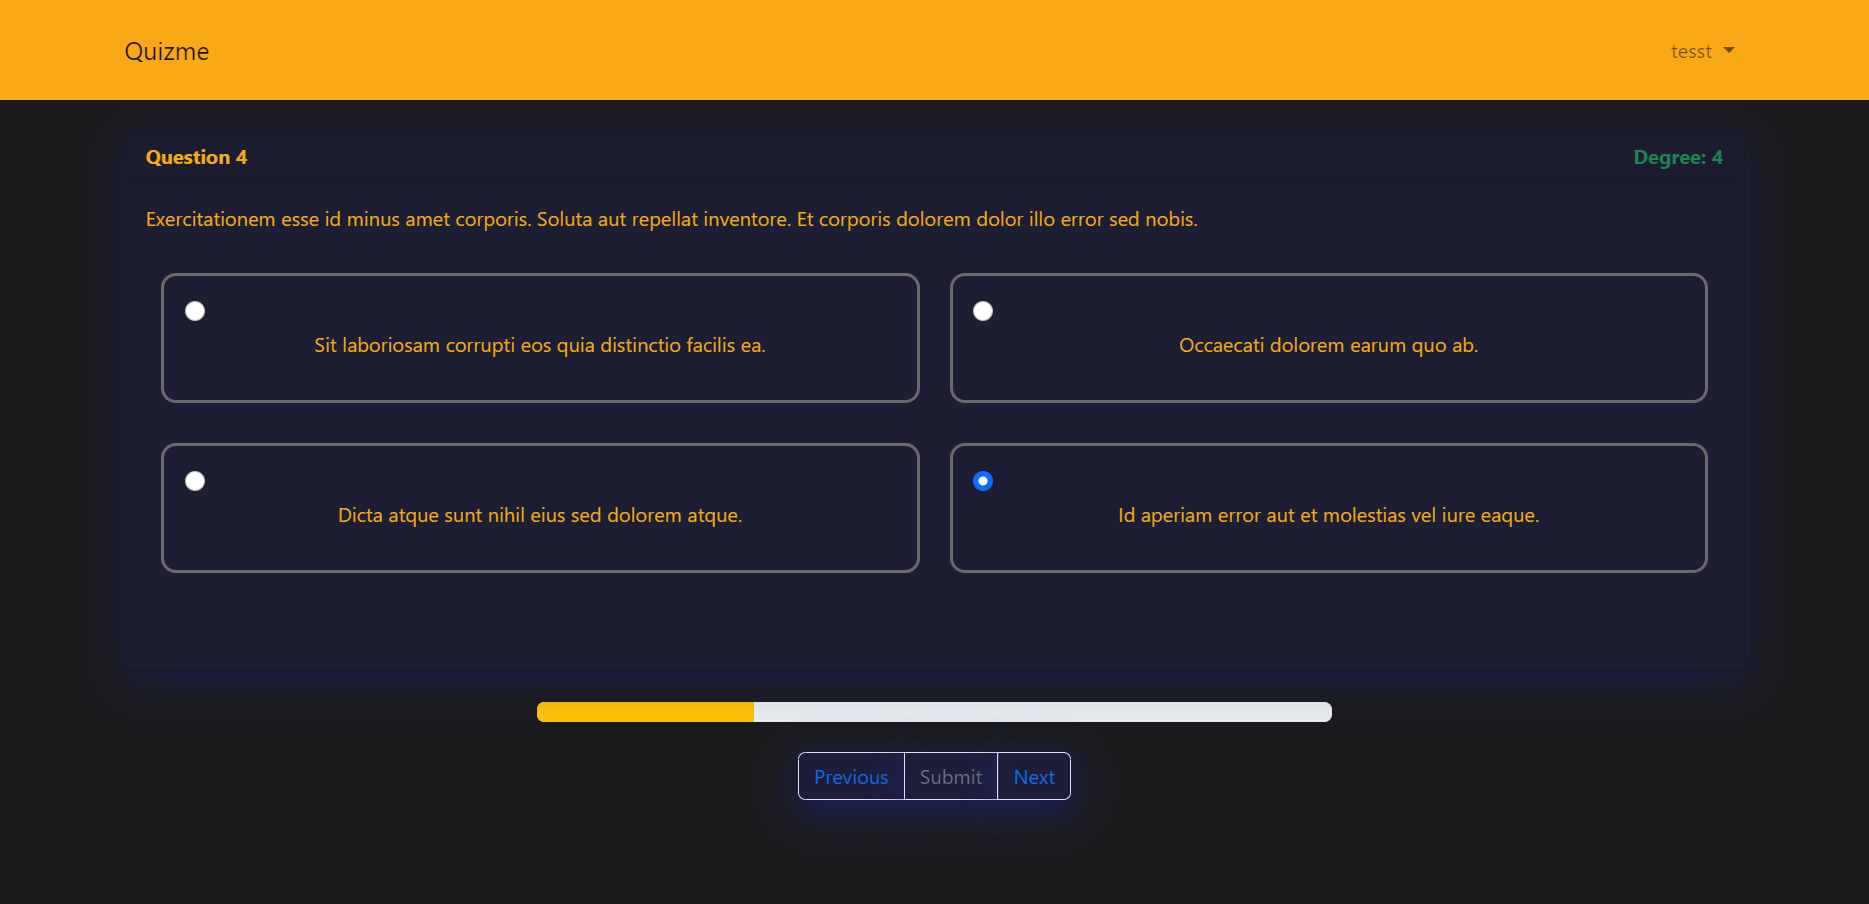 Quizme
tesst
Question 4
Degree: 4
Exercitationem esse id minus amet corporis. Soluta aut repellat inventore. Et corporis dolorem dolor illo error sed nobis.
Sit laboriosam corrupti eos quia distinctio facilis ea.
Occaecati dolorem earum quo ab.
Dicta atque sunt nihil eius sed dolorem atque.
Id aperiam error aut et molestias vel iure eaque.
Previous
Submit
Next